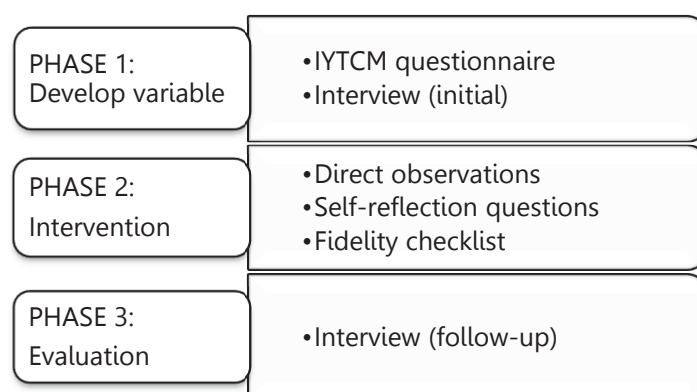 PHASE 1:
Develop variable
•IYTCM questionnaire
•Interview (initial)
PHASE 2:
Intervention
•Direct observations
•Self-reflection questions
•Fidelity checklist
PHASE 3:
Evaluation
•Interview (follow-up)